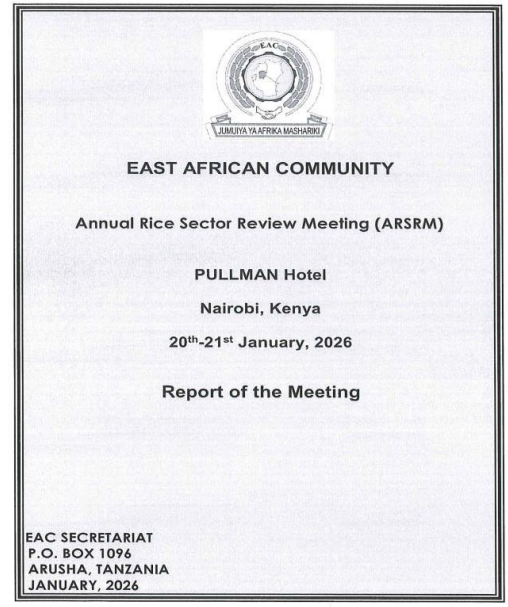 EAC
JUMUIYA YA AFRIKA MASHARIKI
EAST AFRICAN COMMUNITY
Annual Rice Sector Review Meeting (ARSRM)
PULLMAN Hotel
Nairobi, Kenya
20th-21st January, 2026
Report of the Meeting
EAC SECRETARIAT
P.O. BOX 1096
ARUSHA, TANZANIA
JANUARY, 2026